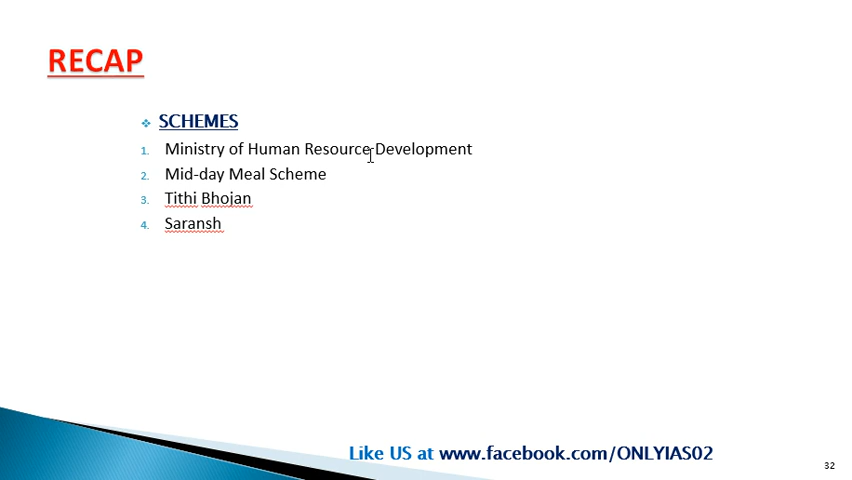 RECAP
❖ SCHEMES
1. Ministry of Human Resource Development
2. Mid-day Meal Scheme
3. Tithi Bhojan
4. Saransh
Like US at www.facebook.com/ONLYIAS02
32